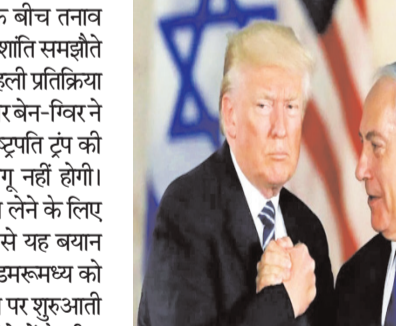 के बीच तनाव
शांति समझौते
हली प्रतिक्रिया
र बेन-ग्विर ने
ष्ट्रपति ट्रंप की
गू नहीं होगी।
लेने के लिए
से यह बयान
डमरूमध्य को
पर शुरुआती